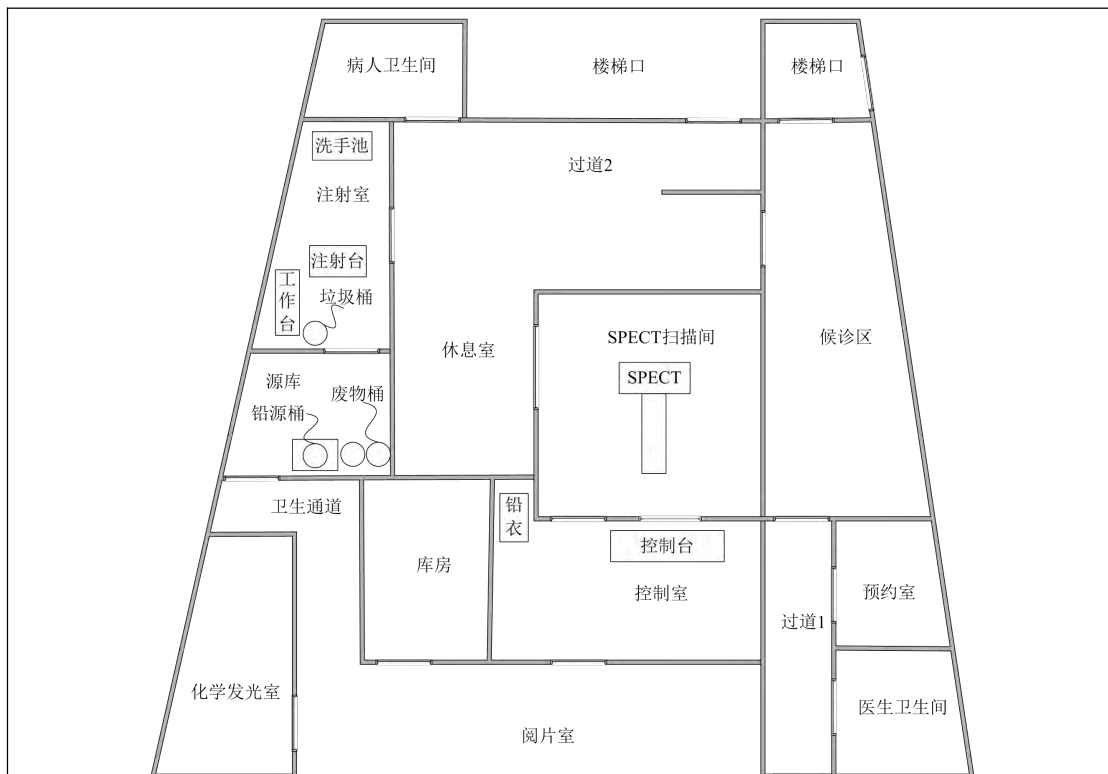 病人卫生间
楼梯口
楼梯口
洗手池
过道2
注射室
注射台
工作台
垃圾桶
休息室
SPECT扫描间
候诊区
SPECT
源库
废物桶
铅源桶
卫生通道
铅衣
控制台
库房
控制室
预约室
过道1
化学发光室
医生卫生间
阅片室